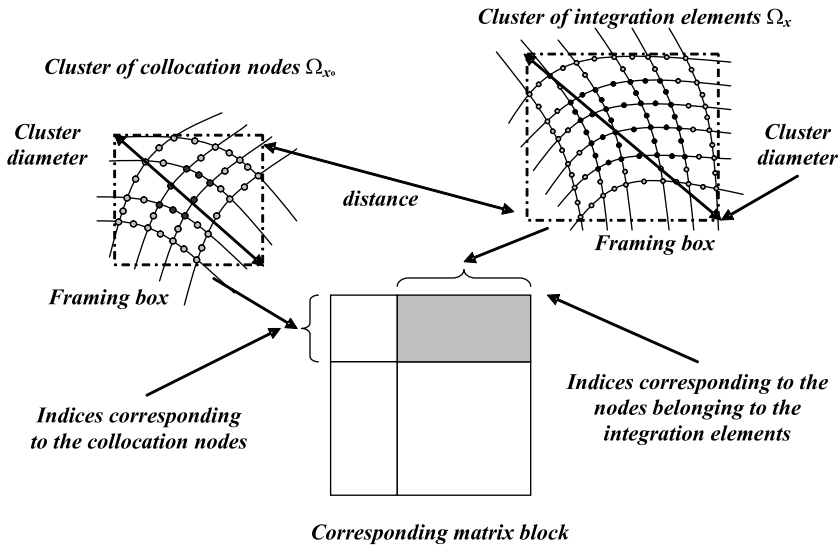 Cluster of integration elements Ωx
Cluster of collocation nodes Ωx₀
Cluster
diameter
Cluster
diameter
distance
Framing box
Framing box
Indices corresponding
to the collocation nodes
Indices corresponding to the
nodes belonging to the
integration elements
Corresponding matrix block